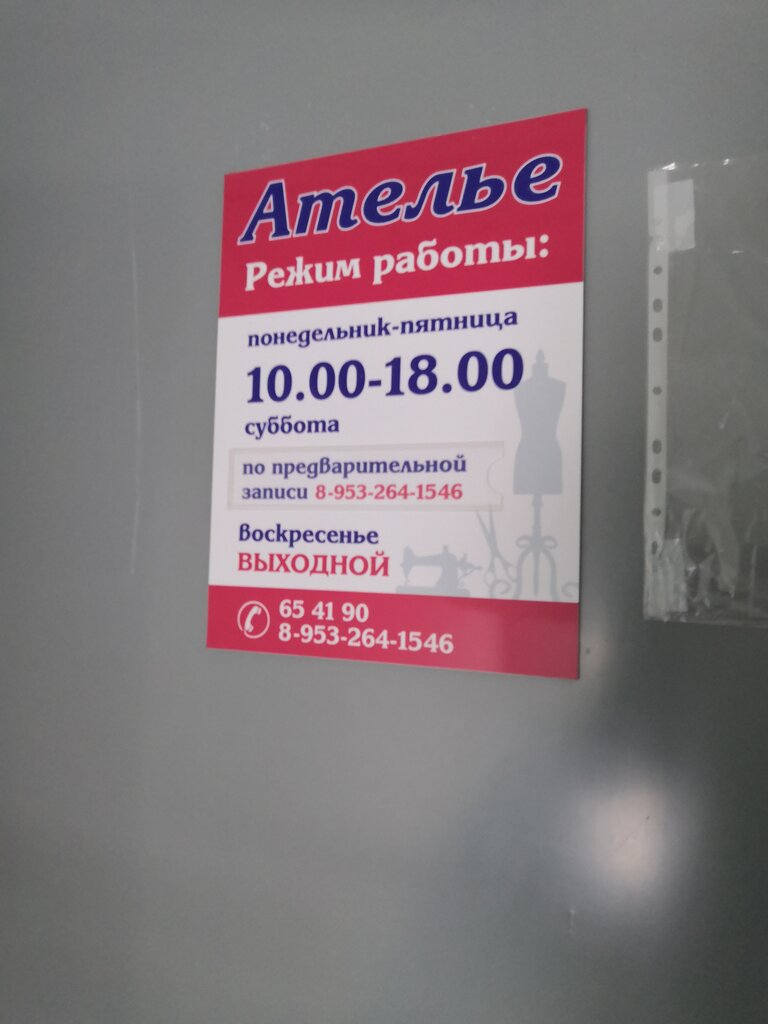 Ателье
Режим работы:
понедельник-пятница
10.00-18.00
суббота
по предварительной
записи 8-953-264-1546
воскресенье
ВЫХОДНОЙ
65 41 90
8-953-264-1546